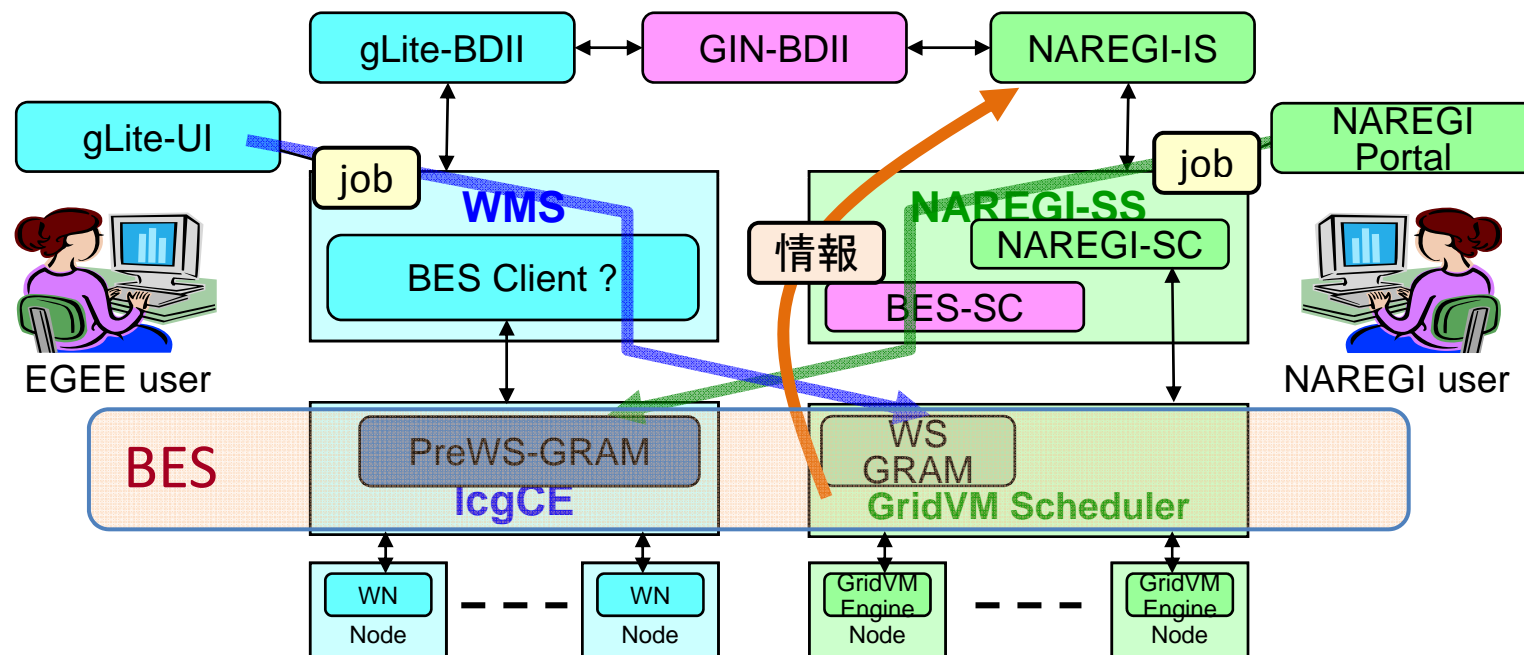 gLite-BDII
GIN-BDII
NAREGI-IS
gLite-UI
job
WMS
BES Client ?
情報
NAREGI-SS
NAREGI-SC
BES-SC
job
NAREGI
Portal
EGEE user
NAREGI user
BES
PreWS-GRAM
lcgCE
WS
GRAM
GridVM Scheduler
WN
Node
WN
Node
GridVM
Engine
Node
GridVM
Engine
Node